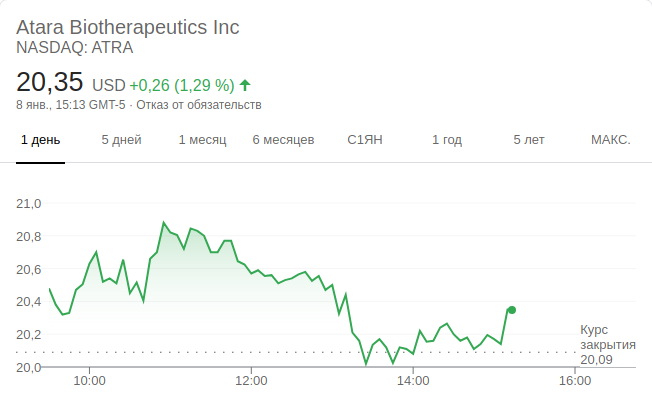 Atara Biotherapeutics Inc
NASDAQ: ATRA
20,35 USD +0,26 (1,29 %)
8 янв., 15:13 GMT-5 · Отказ от обязательств
1 день 5 дней 1 месяц 6 месяцев С1ЯН 1 год 5 лет МАКС.
21,0
20,8
20,6
20,4
20,2
20,0
Курс
закрытия
20,09
10:00 12:00 14:00 16:00